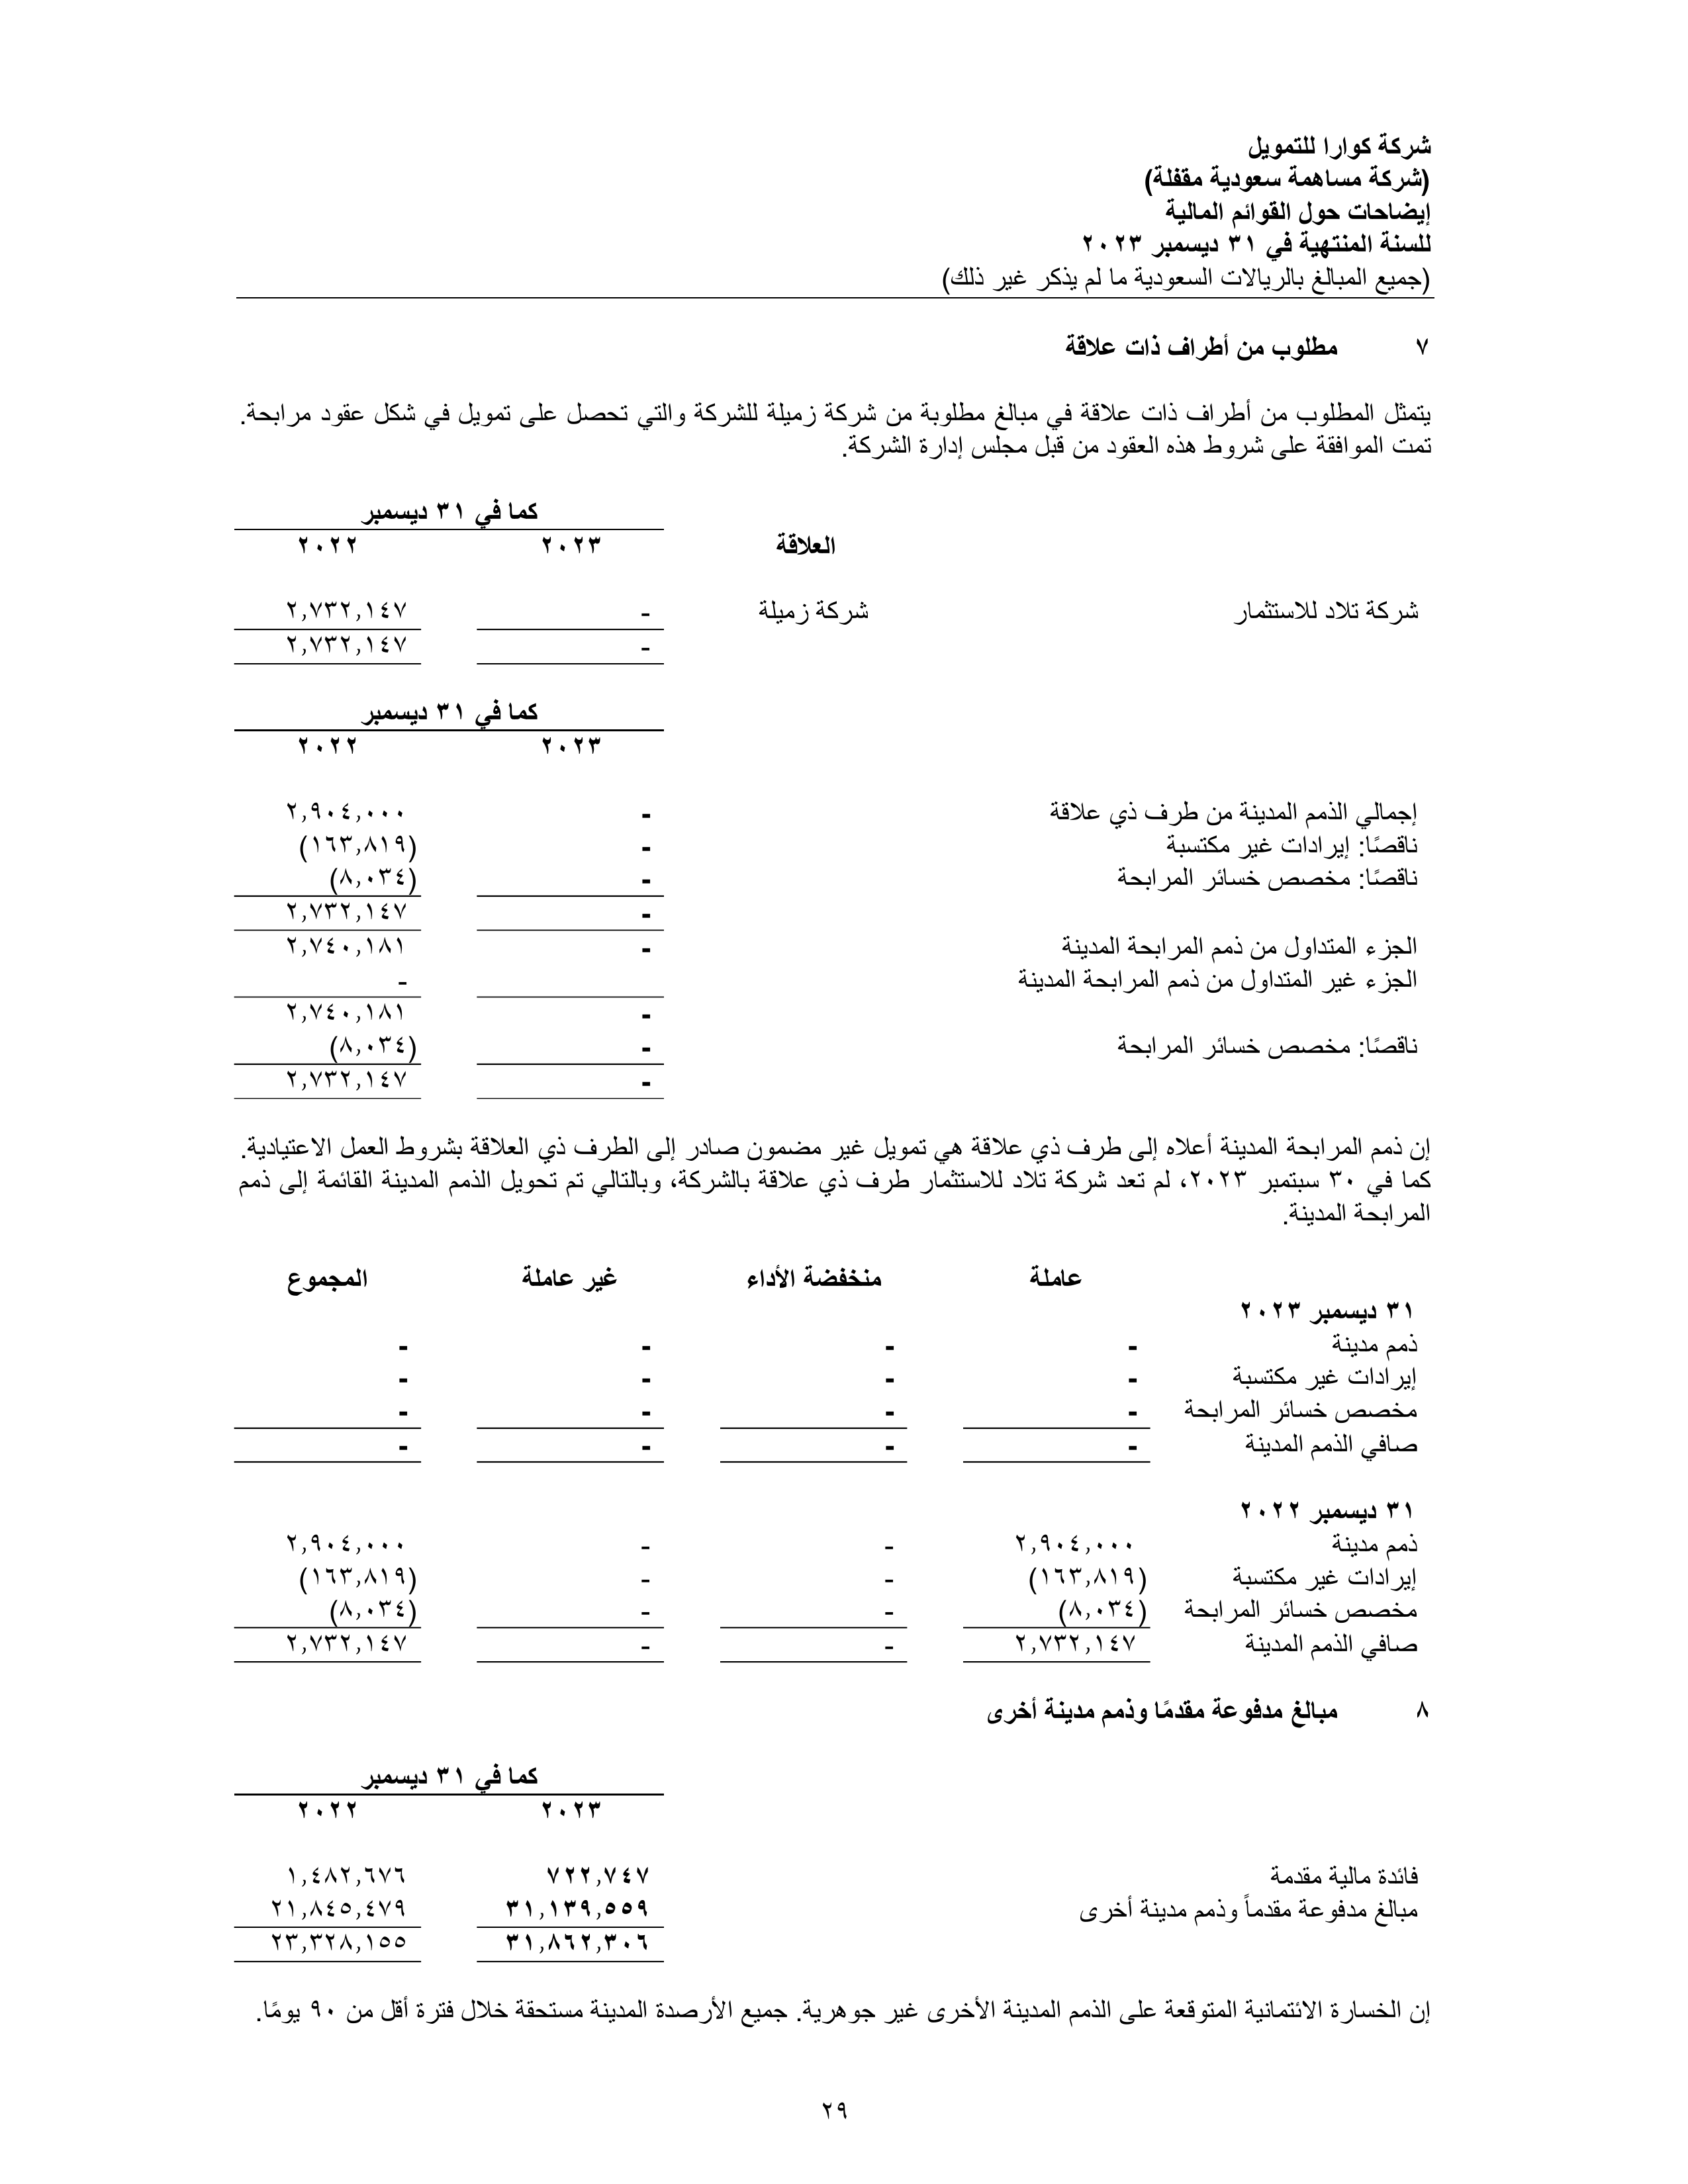 شركة كوارا للتمويل
(شركة مساهمة سعودية مقفلة)
إيضاحات حول القوائم المالية
للسنة المنتهية في ٣١ ديسمبر ٢٠٢٣
(جميع المبالغ بالريالات السعودية ما لم يذكر غير ذلك)
٧ مطلوب من أطراف ذات علاقة
يتمثل المطلوب من أطراف ذات علاقة في مبالغ مطلوبة من شركة زميلة للشركة والتي تحصل على تمويل في شكل عقود مرابحة.
تمت الموافقة على شروط هذه العقود من قبل مجلس إدارة الشركة.
كما في ٣١ ديسمبر
العلاقة ٢٠٢٣ ٢٠٢٢
شركة تلاد للاستثمار شركة زميلة - ٢,٧٣٢,١٤٧
- ٢,٧٣٢,١٤٧
كما في ٣١ ديسمبر
٢٠٢٣ ٢٠٢٢
إجمالي الذمم المدينة من طرف ذي علاقة - ٢,٩٠٤,٠٠٠
ناقصًا: إيرادات غير مكتسبة - (١٦٣,٨١٩)
ناقصًا: مخصص خسائر المرابحة - (٨,٠٣٤)
- ٢,٧٣٢,١٤٧
الجزء المتداول من ذمم المرابحة المدينة - ٢,٧٤٠,١٨١
الجزء غير المتداول من ذمم المرابحة المدينة -
- ٢,٧٤٠,١٨١
ناقصًا: مخصص خسائر المرابحة - (٨,٠٣٤)
- ٢,٧٣٢,١٤٧
إن ذمم المرابحة المدينة أعلاه إلى طرف ذي علاقة هي تمويل غير مضمون صادر إلى الطرف ذي العلاقة بشروط العمل الاعتيادية.
كما في ٣٠ سبتمبر ٢٠٢٣، لم تعد شركة تلاد للاستثمار طرف ذي علاقة بالشركة، وبالتالي تم تحويل الذمم المدينة القائمة إلى ذمم
المرابحة المدينة.
عاملة منخفضة الأداء غير عاملة المجموع
٣١ ديسمبر ٢٠٢٣
ذمم مدينة - - - -
إيرادات غير مكتسبة - - - -
مخصص خسائر المرابحة - - - -
صافي الذمم المدينة - - - -
٣١ ديسمبر ٢٠٢٢
ذمم مدينة ٢,٩٠٤,٠٠٠ - - ٢,٩٠٤,٠٠٠
إيرادات غير مكتسبة (١٦٣,٨١٩) - - (١٦٣,٨١٩)
مخصص خسائر المرابحة (٨,٠٣٤) - - (٨,٠٣٤)
صافي الذمم المدينة ٢,٧٣٢,١٤٧ - - ٢,٧٣٢,١٤٧
٨ مبالغ مدفوعة مقدمًا وذمم مدينة أخرى
كما في ٣١ ديسمبر
٢٠٢٣ ٢٠٢٢
فائدة مالية مقدمة ٧٢٢,٧٤٧ ١,٤٨٢,٦٧٦
مبالغ مدفوعة مقدماً وذمم مدينة أخرى ٣١,١٣٩,٥٥٩ ٢١,٨٤٥,٤٧٩
٣١,٨٦٢,٣٠٦ ٢٣,٣٢٨,١٥٥
إن الخسارة الائتمانية المتوقعة على الذمم المدينة الأخرى غير جوهرية. جميع الأرصدة المدينة مستحقة خلال فترة أقل من ٩٠ يومًا.
٢٩